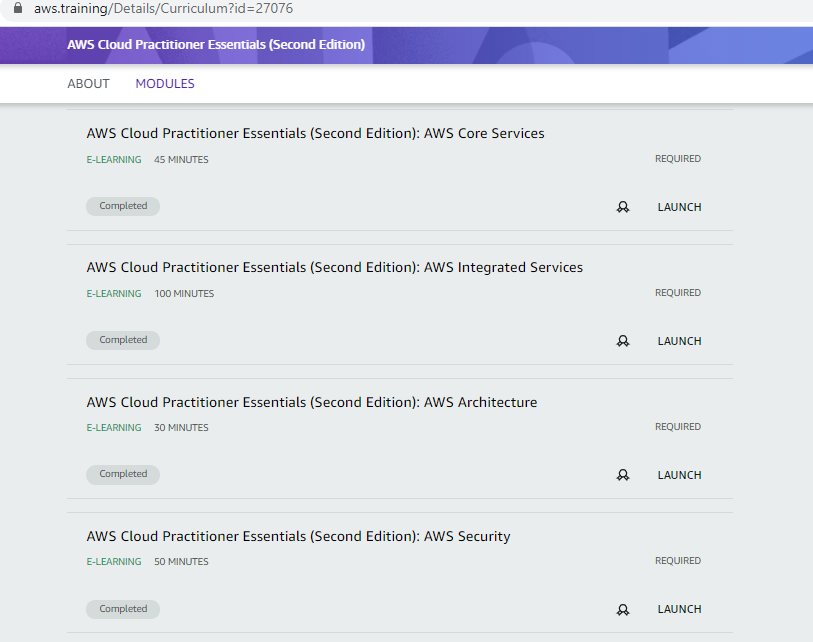 aws.training/Details/Curriculum?id=27076
AWS Cloud Practitioner Essentials (Second Edition)
ABOUT MODULES
AWS Cloud Practitioner Essentials (Second Edition): AWS Core Services
E-LEARNING 45 MINUTES REQUIRED
Completed LAUNCH
AWS Cloud Practitioner Essentials (Second Edition): AWS Integrated Services
E-LEARNING 100 MINUTES REQUIRED
Completed LAUNCH
AWS Cloud Practitioner Essentials (Second Edition): AWS Architecture
E-LEARNING 30 MINUTES REQUIRED
Completed LAUNCH
AWS Cloud Practitioner Essentials (Second Edition): AWS Security
E-LEARNING 50 MINUTES REQUIRED
Completed LAUNCH